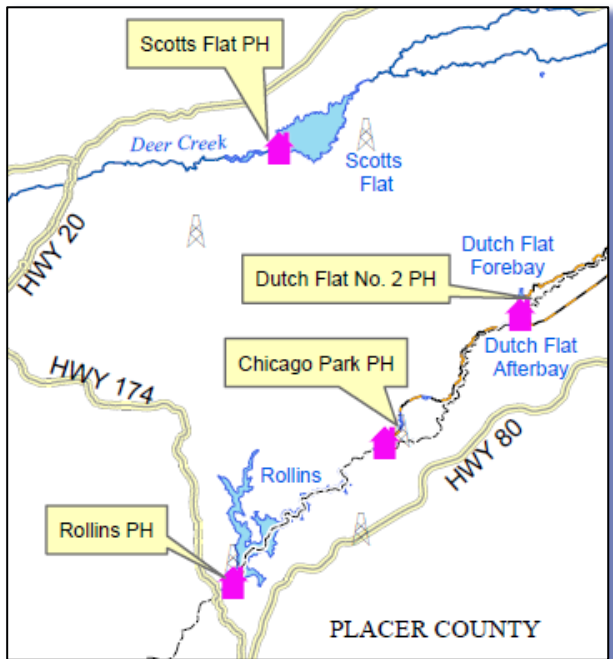 Scotts Flat PH
Deer Creek
Scotts
Flat
HWY 20
Dutch Flat
Forebay
Dutch Flat No. 2 PH
Dutch Flat
Afterbay
Chicago Park PH
HWY 174
HWY 80
Rollins
Rollins PH
PLACER COUNTY